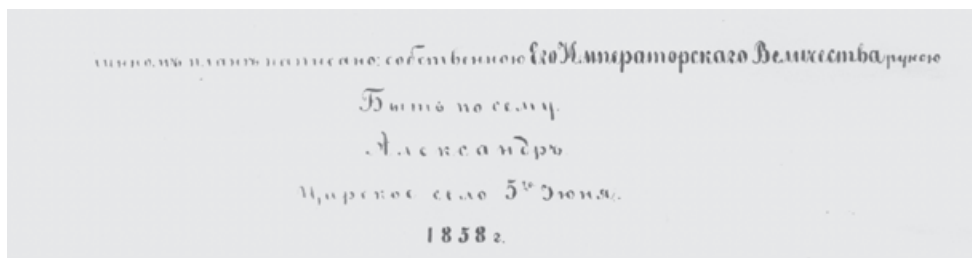 планѣ написано: собственною Его Императорскаго Величества рукою
Быть по сему.
Александръ
Царское село 5го Іюня.
1858 г.